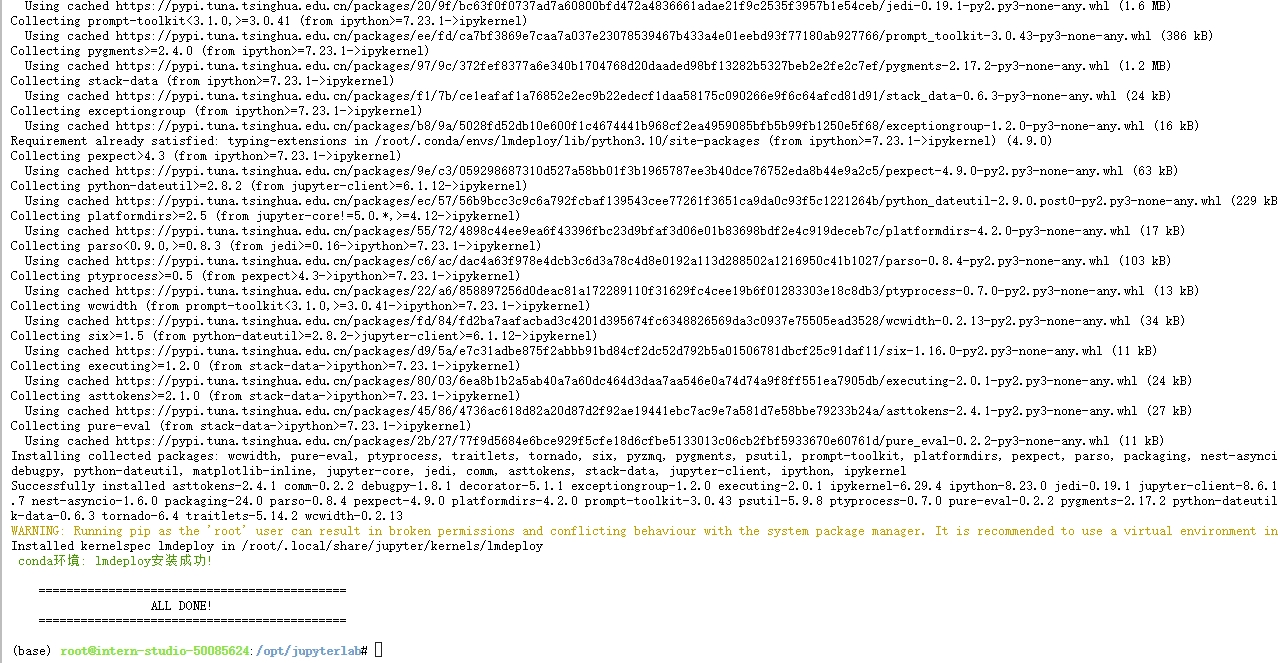 Using cached https://pypi.tuna.tsinghua.edu.cn/packages/20/9f/bc63f0f0737ad7a60800bfd472a4836661adae21f9c2535f3957b1e54ceb/jedi-0.19.1-py2.py3-none-any.whl (1.6 MB)
Collecting prompt-toolkit<3.1.0,>=3.0.41 (from ipython>=7.23.1->ipykernel)
Using cached https://pypi.tuna.tsinghua.edu.cn/packages/ee/fd/ca7bf3869e7caa7a037e23078539467b433a4e01eebd93f77180ab927766/prompt_toolkit-3.0.43-py3-none-any.whl (386 kB)
Collecting pygments>=2.4.0 (from ipython>=7.23.1->ipykernel)
Using cached https://pypi.tuna.tsinghua.edu.cn/packages/97/9c/372fef8377a6e340b1704768d20daaded98bf13282b5327beb2e2fe2c7ef/pygments-2.17.2-py3-none-any.whl (1.2 MB)
Collecting stack-data (from ipython>=7.23.1->ipykernel)
Using cached https://pypi.tuna.tsinghua.edu.cn/packages/f1/7b/ce1eafaf1a76852e2ec9b22edecf1daa58175c090266e9f6c64afcd81d91/stack_data-0.6.3-py3-none-any.whl (24 kB)
Collecting exceptiongroup (from ipython>=7.23.1->ipykernel)
Using cached https://pypi.tuna.tsinghua.edu.cn/packages/b8/9a/5028fd52db10e600f1c4674441b968cf2ea4959085bfb5b99fb1250e5f68/exceptiongroup-1.2.0-py3-none-any.whl (16 kB)
Requirement already satisfied: typing-extensions in /root/.conda/envs/lmdeploy/lib/python3.10/site-packages (from ipython>=7.23.1->ipykernel) (4.9.0)
Collecting pexpect>4.3 (from ipython>=7.23.1->ipykernel)
Using cached https://pypi.tuna.tsinghua.edu.cn/packages/9e/c3/059298687310d527a58bb01f3b1965787ee3b40dce76752eda8b44e9a2c5/pexpect-4.9.0-py2.py3-none-any.whl (63 kB)
Collecting python-dateutil>=2.8.2 (from jupyter-client>=6.1.12->ipykernel)
Using cached https://pypi.tuna.tsinghua.edu.cn/packages/ec/57/56b9bcc3c9c6a792fcbaf139543cee77261f3651ca9da0c93f5c1221264b/python_dateutil-2.9.0.post0-py2.py3-none-any.whl (229 kB
Collecting platformdirs>=2.5 (from jupyter-core!=5.0.*,>=4.12->ipykernel)
Using cached https://pypi.tuna.tsinghua.edu.cn/packages/55/72/4898c44ee9ea6f43396fbc23d9bfaf3d06e01b83698bdf2e4c919deceb7c/platformdirs-4.2.0-py3-none-any.whl (17 kB)
Collecting parso<0.9.0,>=0.8.3 (from jedi>=0.16->ipython>=7.23.1->ipykernel)
Using cached https://pypi.tuna.tsinghua.edu.cn/packages/c6/ac/dac4a63f978e4dcb3c6d3a78c4d8e0192a113d288502a1216950c41b1027/parso-0.8.4-py2.py3-none-any.whl (103 kB)
Collecting ptyprocess>=0.5 (from pexpect>4.3->ipython>=7.23.1->ipykernel)
Using cached https://pypi.tuna.tsinghua.edu.cn/packages/22/a6/858897256d0deac81a172289110f31629fc4cee19b6f01283303e18c8db3/ptyprocess-0.7.0-py2.py3-none-any.whl (13 kB)
Collecting wcwidth (from prompt-toolkit<3.1.0,>=3.0.41->ipython>=7.23.1->ipykernel)
Using cached https://pypi.tuna.tsinghua.edu.cn/packages/fd/84/fd2ba7aafacbad3c4201d395674fc6348826569da3c0937e75505ead3528/wcwidth-0.2.13-py2.py3-none-any.whl (34 kB)
Collecting six>=1.5 (from python-dateutil>=2.8.2->jupyter-client>=6.1.12->ipykernel)
Using cached https://pypi.tuna.tsinghua.edu.cn/packages/d9/5a/e7c31adbe875f2abbb91bd84cf2dc52d792b5a01506781dbcf25c91daf11/six-1.16.0-py2.py3-none-any.whl (11 kB)
Collecting executing>=1.2.0 (from stack-data->ipython>=7.23.1->ipykernel)
Using cached https://pypi.tuna.tsinghua.edu.cn/packages/80/03/6ea8b1b2a5ab40a7a60dc464d3daa7aa546e0a74d74a9f8ff551ea7905db/executing-2.0.1-py2.py3-none-any.whl (24 kB)
Collecting asttokens>=2.1.0 (from stack-data->ipython>=7.23.1->ipykernel)
Using cached https://pypi.tuna.tsinghua.edu.cn/packages/45/86/4736ac618d82a20d87d2f92ae19441ebc7ac9e7a581d7e58bbe79233b24a/asttokens-2.4.1-py2.py3-none-any.whl (27 kB)
Collecting pure-eval (from stack-data->ipython>=7.23.1->ipykernel)
Using cached https://pypi.tuna.tsinghua.edu.cn/packages/2b/27/77f9d5684e6bce929f5cfe18d6cfbe5133013c06cb2fbf5933670e60761d/pure_eval-0.2.2-py3-none-any.whl (11 kB)
Installing collected packages: wcwidth, pure-eval, ptyprocess, traitlets, tornado, six, pyzmq, pygments, psutil, prompt-toolkit, platformdirs, pexpect, parso, packaging, nest-asynci
debugpy, python-dateutil, matplotlib-inline, jupyter-core, jedi, comm, asttokens, stack-data, jupyter-client, ipython, ipykernel
Successfully installed asttokens-2.4.1 comm-0.2.2 debugpy-1.8.1 decorator-5.1.1 exceptiongroup-1.2.0 executing-2.0.1 ipykernel-6.29.4 ipython-8.23.0 jedi-0.19.1 jupyter-client-8.6.1
.7 nest-asyncio-1.6.0 packaging-24.0 parso-0.8.4 pexpect-4.9.0 platformdirs-4.2.0 prompt-toolkit-3.0.43 psutil-5.9.8 ptyprocess-0.7.0 pure-eval-0.2.2 pygments-2.17.2 python-dateutil
k-data-0.6.3 tornado-6.4 traitlets-5.14.2 wcwidth-0.2.13
WARNING: Running pip as the 'root' user can result in broken permissions and conflicting behaviour with the system package manager. It is recommended to use a virtual environment in
Installed kernelspec lmdeploy in /root/.local/share/jupyter/kernels/lmdeploy
conda环境: lmdeploy安装成功!
============================================
ALL DONE!
============================================
(base) root@intern-studio-50085624:/opt/jupyterlab#